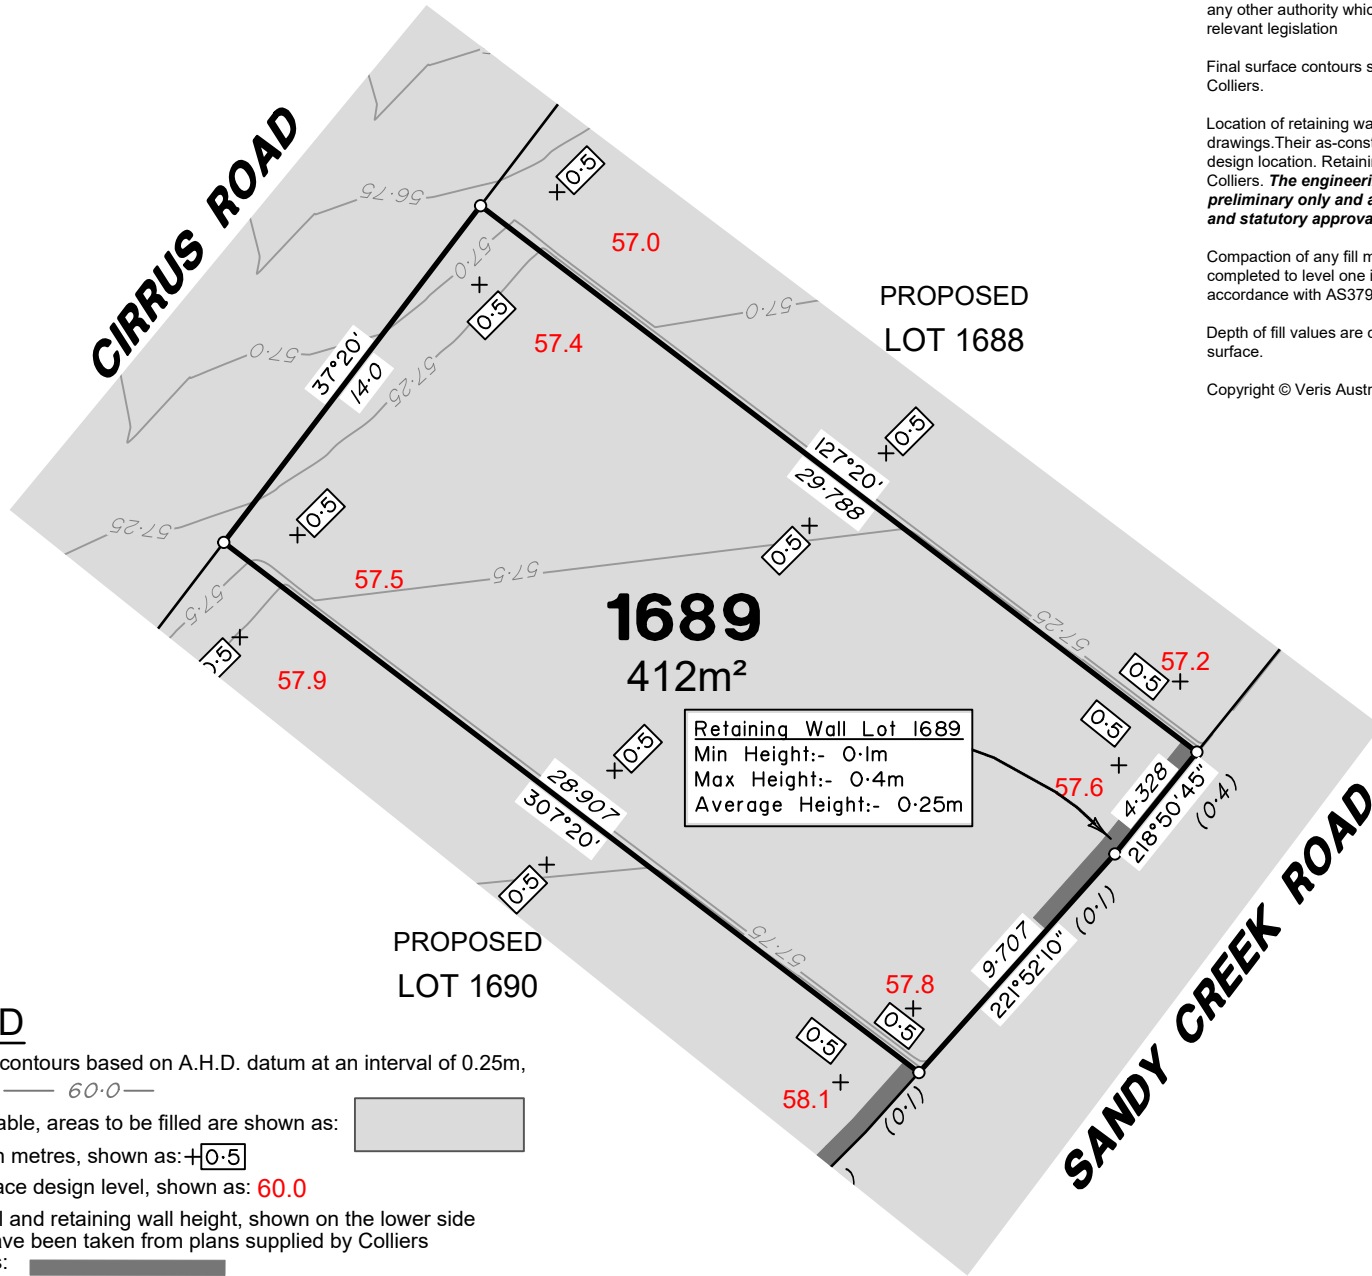 any other authority whic
relevant legislation
Final surface contours s
Colliers.
Location of retaining wa
drawings.Their as-const
design location. Retaini
Colliers. The engineeri
preliminary only and a
and statutory approva
Compaction of any fill m
completed to level one i
accordance with AS379
Depth of fill values are c
surface.
Copyright © Veris Austr
CIRRUS ROAD
56·75
0·5
57.0
57·0
0·5
57.4
57·0
PROPOSED
LOT 1688
57·0
37°20'
14·0
57·25
0·5
127°20'
29·788
57·25
0·5
57.5
57·5
0·5
57·5
0·5
57.9
1689
412m²
57·25
57.2
0·5
0·5
Retaining Wall Lot 1689
Min Height:- 0·1m
Max Height:- 0·4m
Average Height:- 0·25m
57.6
4·328
218°50'45"
(0·4)
0·5
28·907
307°20'
0·5
PROPOSED
LOT 1690
57·75
57.8
0·5
9·707
221°52'10"
(0·1)
0·5
58.1
(0·1)
)
SANDY CREEK ROAD
D
contours based on A.H.D. datum at an interval of 0.25m,
60·0
able, areas to be filled are shown as:
n metres, shown as:+0·5
ace design level, shown as: 60.0
l and retaining wall height, shown on the lower side
ave been taken from plans supplied by Colliers
s: